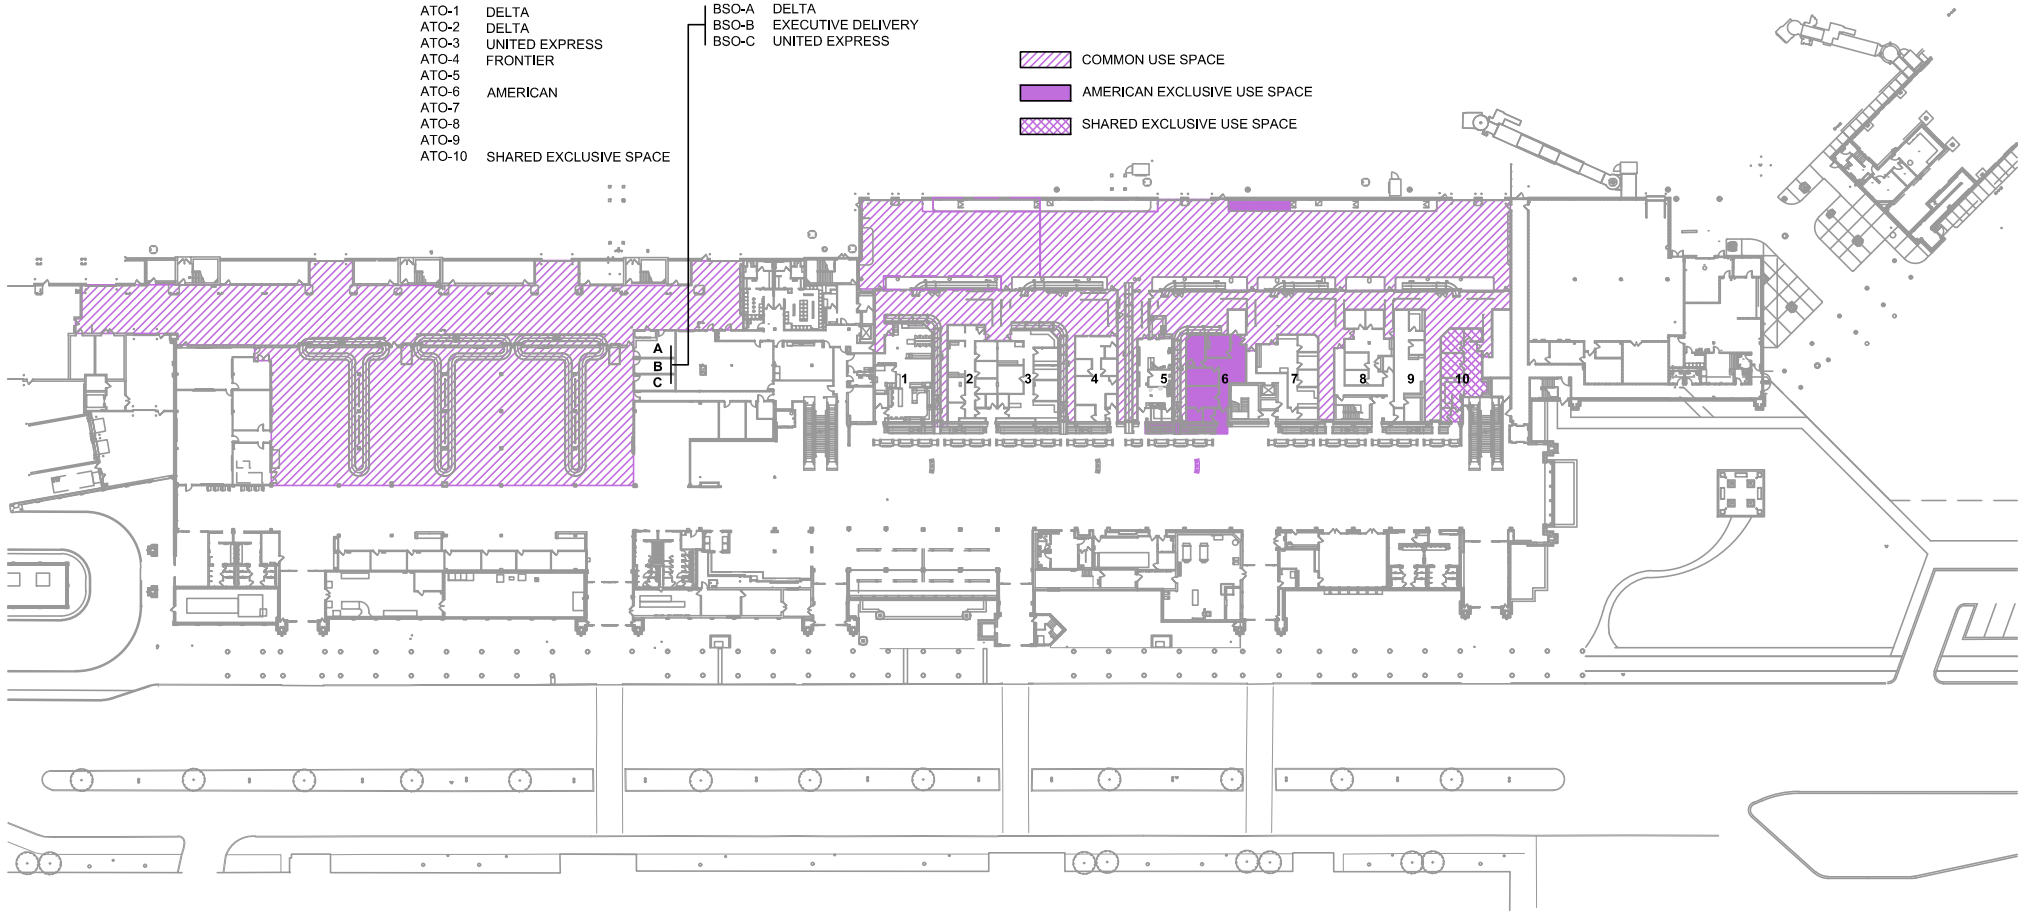 ATO-1 DELTA
ATO-2 DELTA
ATO-3 UNITED EXPRESS
ATO-4 FRONTIER
ATO-5
ATO-6 AMERICAN
ATO-7
ATO-8
ATO-9
ATO-10 SHARED EXCLUSIVE SPACE
BSO-A DELTA
BSO-B EXECUTIVE DELIVERY
BSO-C UNITED EXPRESS
COMMON USE SPACE
AMERICAN EXCLUSIVE USE SPACE
SHARED EXCLUSIVE USE SPACE
A
B
C
1 2 3 4 5 6 7 8 9 10